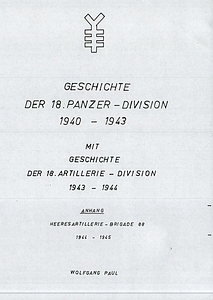 GESCHICHTE
DER 18. PANZER - DIVISION
1940 - 1943
MIT
GESCHICHTE
DER 18. ARTILLERIE - DIVISION
1943 - 1944
ANHANG
HEERESARTILLERIE - BRIGADE 88
1944 - 1945
WOLFGANG PAUL